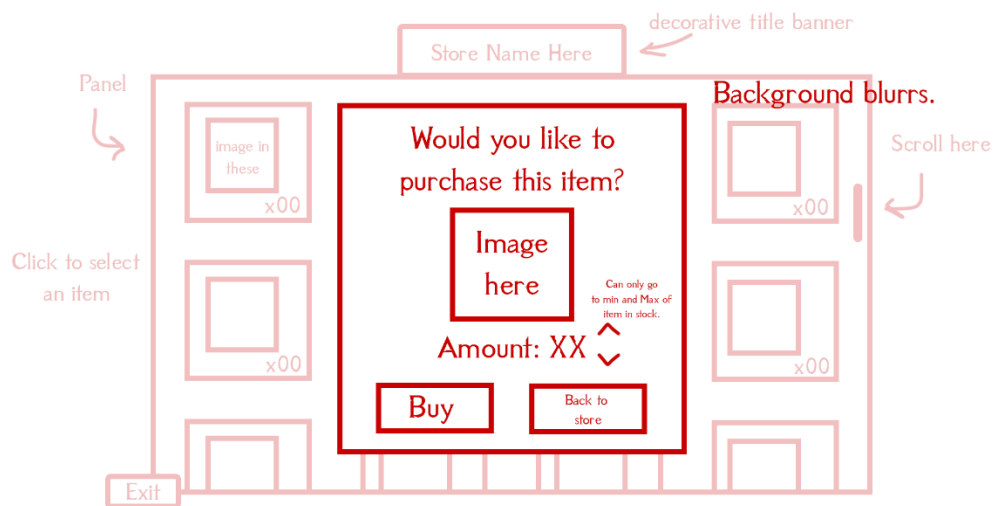 decorative title banner
Store Name Here
Panel
Background blurrs.
Image in
these
x00
x00
Scroll here
Would you like to
purchase this item?
Image
here
Click to select
an item
Can only go
to min and Max of
item in stock.
Amount: XX
x00
x00
Buy
Back to
store
Exit